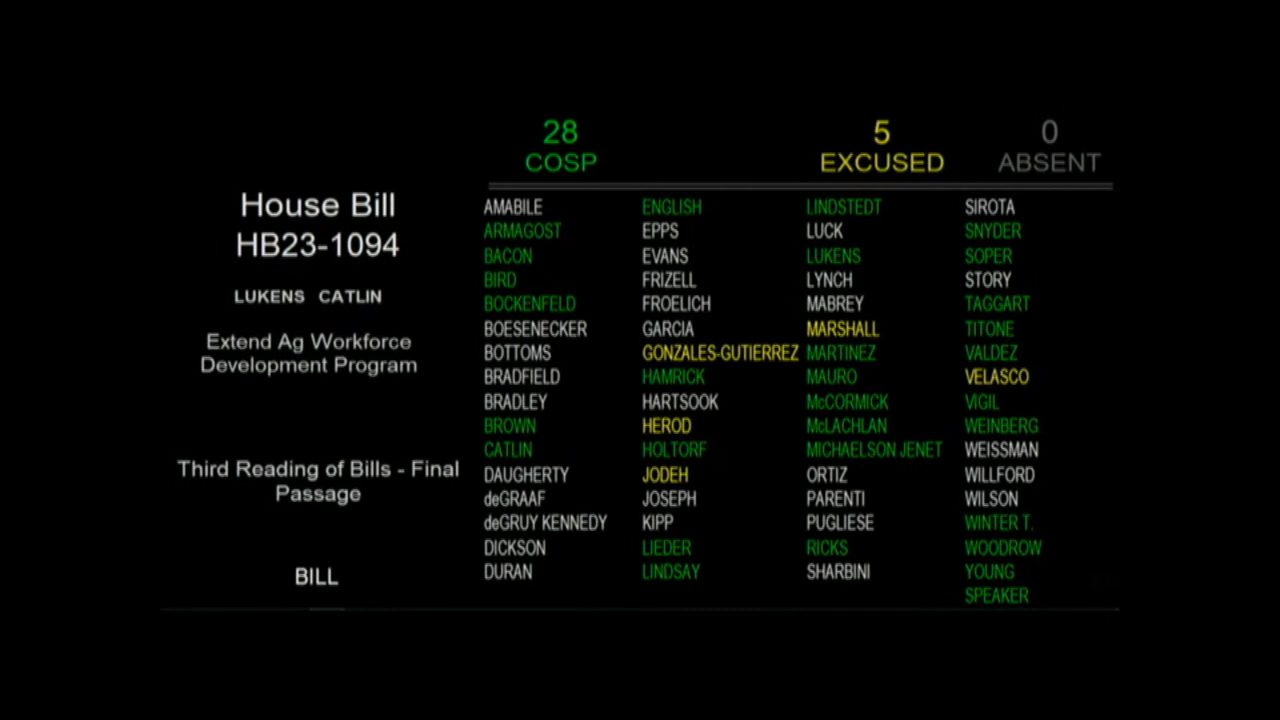 28 5 0
COSP EXCUSED ABSENT
House Bill
HB23-1094
LUKENS CATLIN
Extend Ag Workforce
Development Program
Third Reading of Bills - Final
Passage
BILL
AMABILE ENGLISH LINDSTEDT SIROTA
ARMAGOST EPPS LUCK SNYDER
BACON EVANS LUKENS SOPER
BIRD FRIZELL LYNCH STORY
BOCKENFELD FROELICH MABREY TAGGART
BOESENECKER GARCIA MARSHALL TITONE
BOTTOMS GONZALES-GUTIERREZ MARTINEZ VALDEZ
BRADFIELD HAMRICK MAURO VELASCO
BRADLEY HARTSOOK McCORMICK VIGIL
BROWN HEROD McLACHLAN WEINBERG
CATLIN HOLTORF MICHAELSON JENET WEISSMAN
DAUGHERTY JODEH ORTIZ WILLFORD
deGRAAF JOSEPH PARENTI WILSON
deGRUY KENNEDY KIPP PUGLIESE WINTER T.
DICKSON LIEDER RICKS WOODROW
DURAN LINDSAY SHARBINI YOUNG
SPEAKER